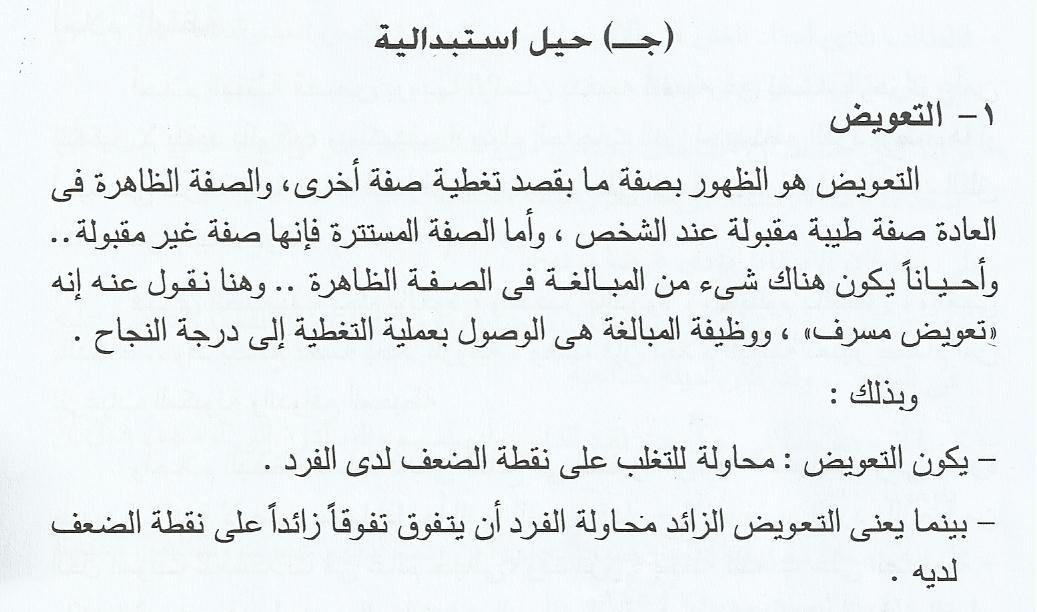 (جـ) حيل استبدالية
١- التعويض
التعويض هو الظهور بصفة ما بقصد تغطية صفة أخرى، والصفة الظاهرة فى
العادة صفة طيبة مقبولة عند الشخص ، وأما الصفة المستترة فإنها صفة غير مقبولة ..
وأحـيـاناً يكون هناك شىء من المبـالغـة فى الصفـة الظاهرة .. وهنا نقـول عنه إنه
«تعويض مسرف» ، ووظيفة المبالغة هى الوصول بعملية التغطية إلى درجة النجاح .
وبذلك :
– يكون التعويض : محاولة للتغلب على نقطة الضعف لدى الفرد .
– بينما يعنى التعويض الزائد محاولة الفرد أن يتفوق تفوقاً زائداً على نقطة الضعف
لديه .